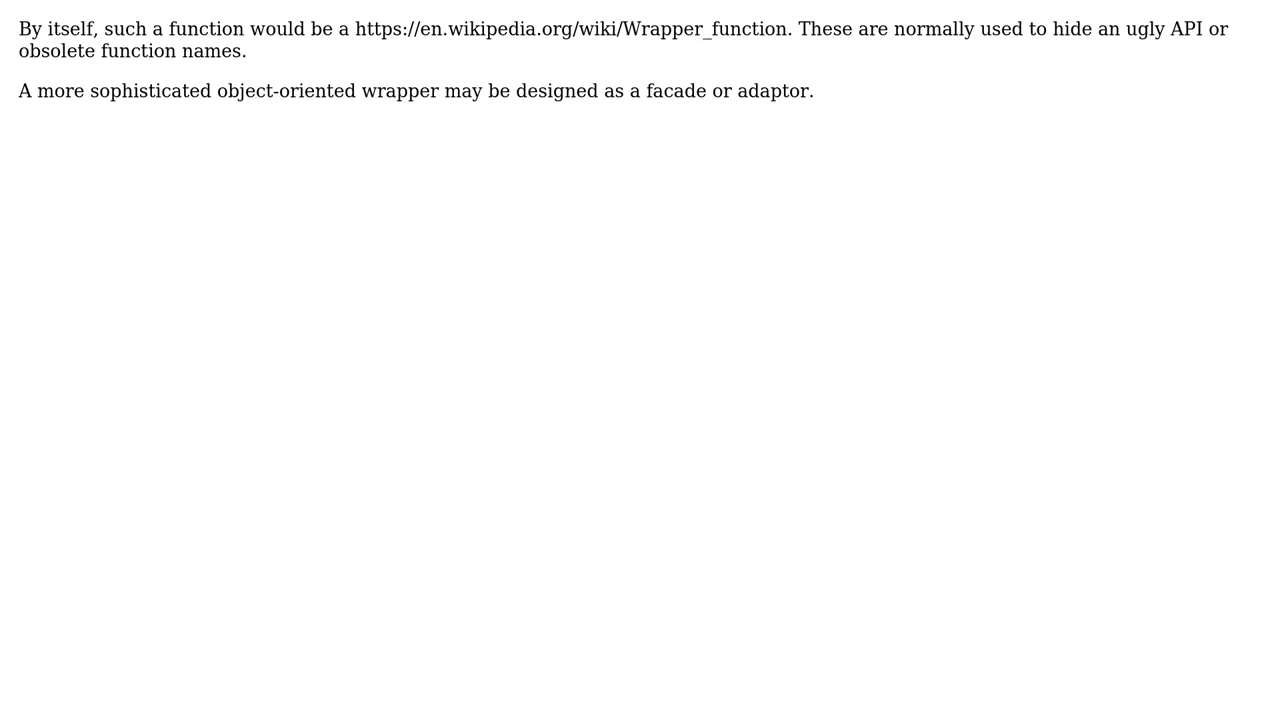 By itself, such a function would be a https://en.wikipedia.org/wiki/Wrapper_function. These are normally used to hide an ugly API or
obsolete function names.
A more sophisticated object-oriented wrapper may be designed as a facade or adaptor.